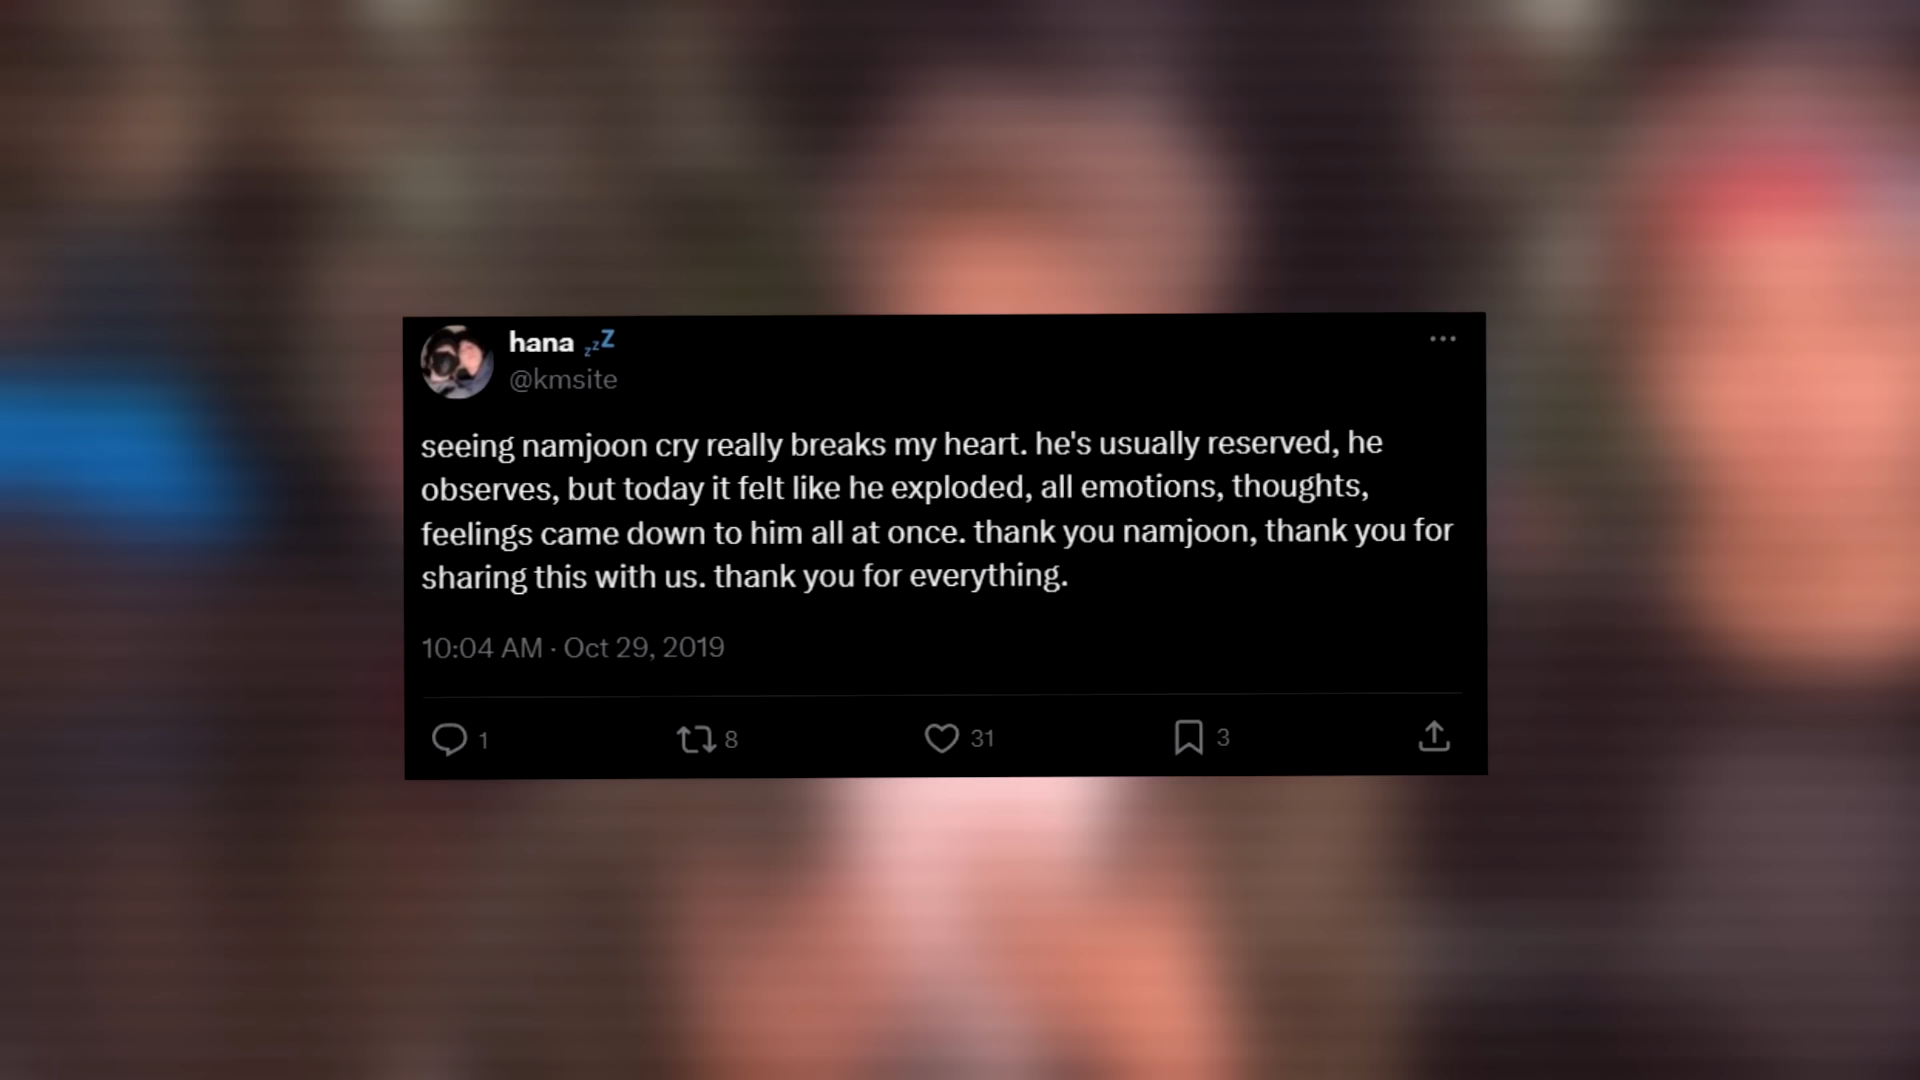 hana zzZ
@kmsite
seeing namjoon cry really breaks my heart. he's usually reserved, he
observes, but today it felt like he exploded, all emotions, thoughts,
feelings came down to him all at once. thank you namjoon, thank you for
sharing this with us. thank you for everything.
10:04 AM · Oct 29, 2019
1 8 31 3